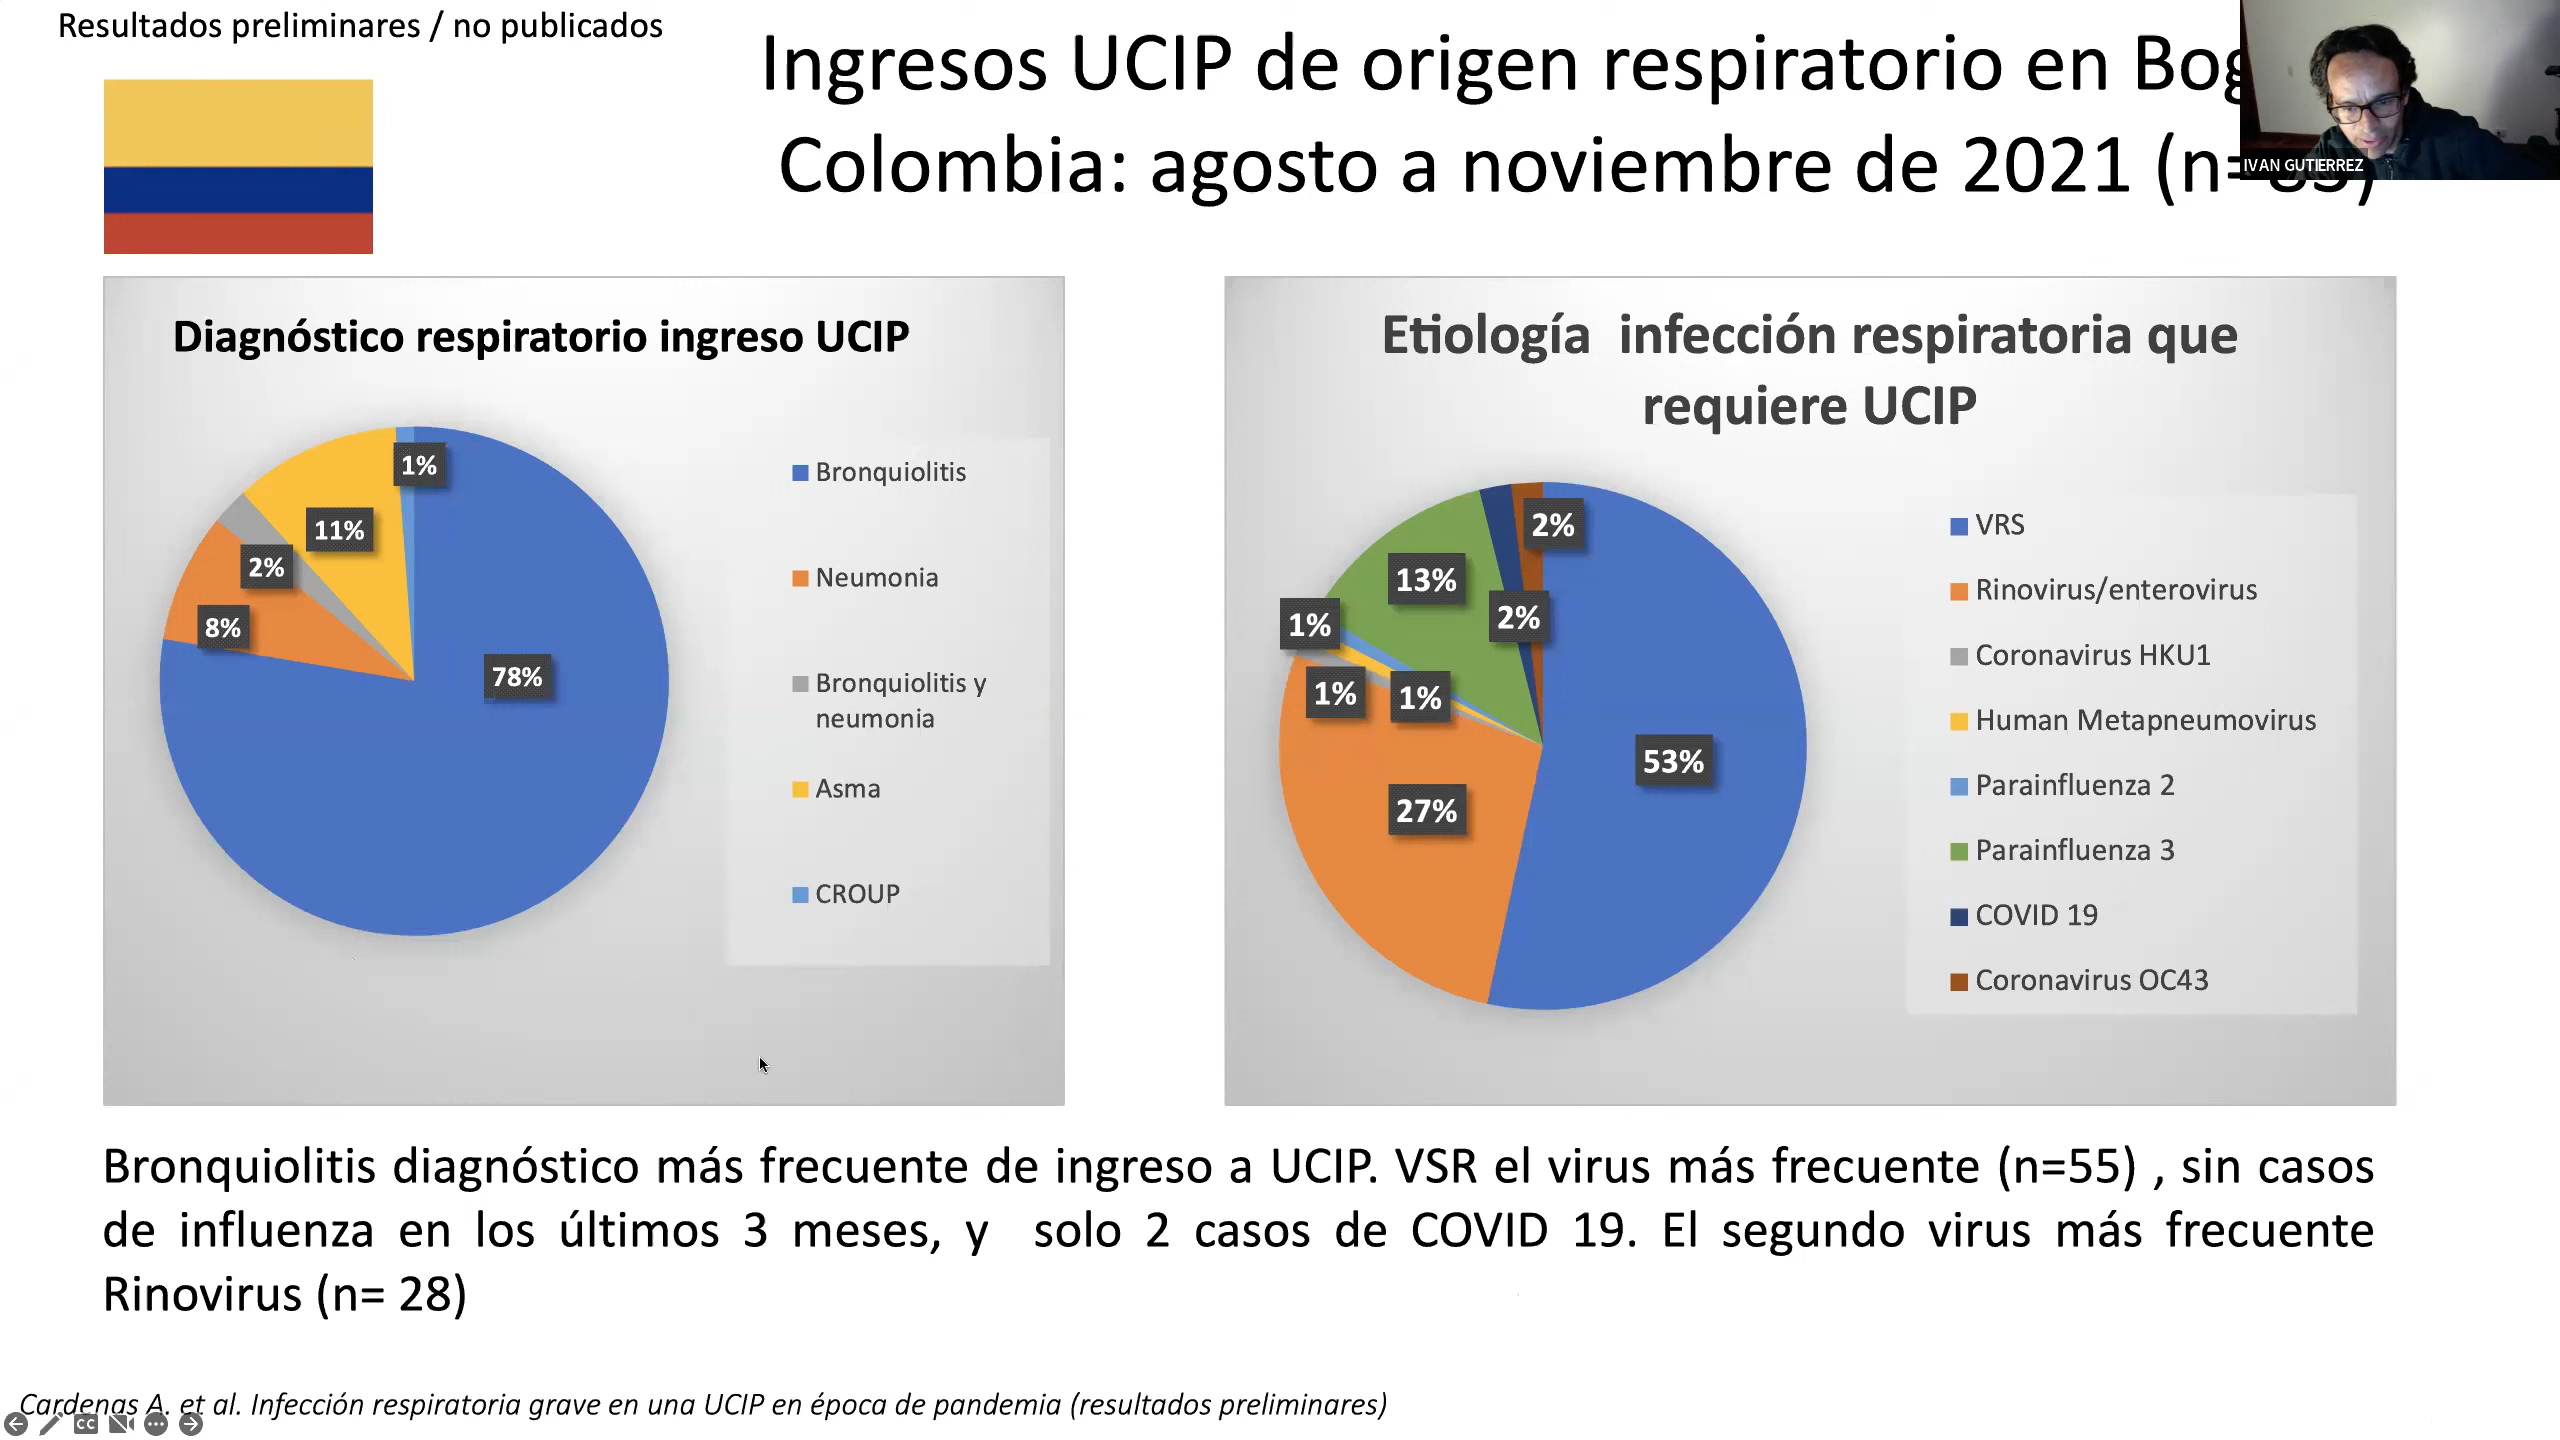 Resultados preliminares / no publicados
Ingresos UCIP de origen respiratorio en
Colombia: agosto a noviembre de 2021 (n=
IVAN GUTIERREZ
Diagnóstico respiratorio ingreso UCIP
1%
11%
2%
8%
78%
Bronquiolitis
Neumonia
Bronquiolitis y
neumonia
Asma
CROUP
Etiología infección respiratoria que
requiere UCIP
2%
13%
2%
1%
1%
1%
53%
27%
VRS
Rinovirus/enterovirus
Coronavirus HKU1
Human Metapneumovirus
Parainfluenza 2
Parainfluenza 3
COVID 19
Coronavirus OC43
Bronquiolitis diagnóstico más frecuente de ingreso a UCIP. VSR el virus más frecuente (n=55) , sin casos
de influenza en los últimos 3 meses, y solo 2 casos de COVID 19. El segundo virus más frecuente
Rinovirus (n= 28)
Cardenas A. et al. Infección respiratoria grave en una UCIP en época de pandemia (resultados preliminares)
CC